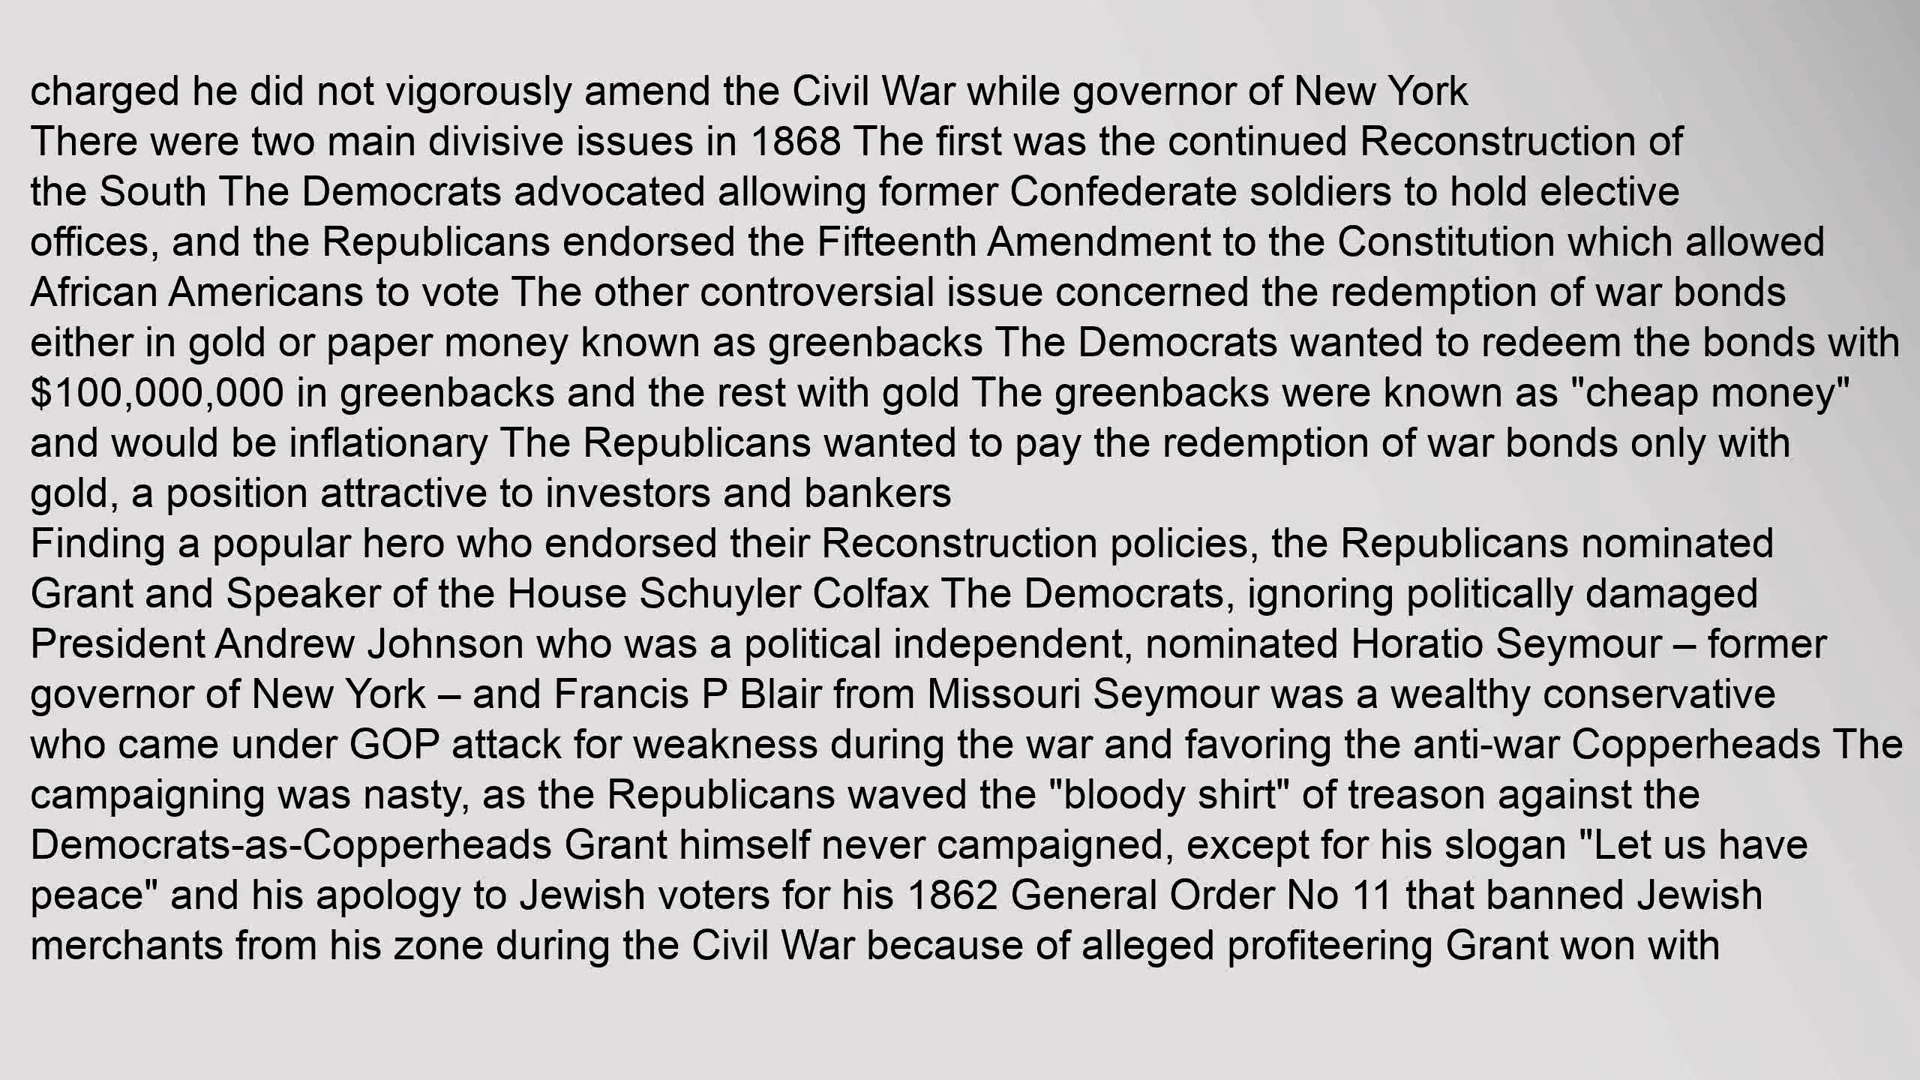 charged he did not vigorously amend the Civil War while governor of New York
There were two main divisive issues in 1868 The first was the continued Reconstruction of
the South The Democrats advocated allowing former Confederate soldiers to hold elective
offices, and the Republicans endorsed the Fifteenth Amendment to the Constitution which allowed
African Americans to vote The other controversial issue concerned the redemption of war bonds
either in gold or paper money known as greenbacks The Democrats wanted to redeem the bonds with
$100,000,000 in greenbacks and the rest with gold The greenbacks were known as "cheap money"
and would be inflationary The Republicans wanted to pay the redemption of war bonds only with
gold, a position attractive to investors and bankers
Finding a popular hero who endorsed their Reconstruction policies, the Republicans nominated
Grant and Speaker of the House Schuyler Colfax The Democrats, ignoring politically damaged
President Andrew Johnson who was a political independent, nominated Horatio Seymour – former
governor of New York – and Francis P Blair from Missouri Seymour was a wealthy conservative
who came under GOP attack for weakness during the war and favoring the anti-war Copperheads The
campaigning was nasty, as the Republicans waved the "bloody shirt" of treason against the
Democrats-as-Copperheads Grant himself never campaigned, except for his slogan "Let us have
peace" and his apology to Jewish voters for his 1862 General Order No 11 that banned Jewish
merchants from his zone during the Civil War because of alleged profiteering Grant won with